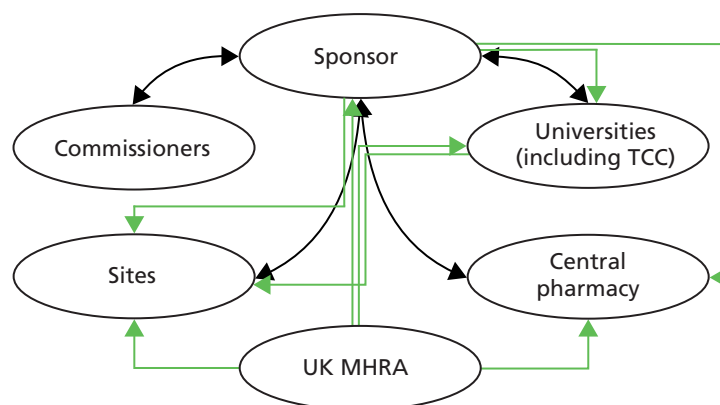 Sponsor
Commissioners
Universities
(including TCC)
Sites
Central
pharmacy
UK MHRA